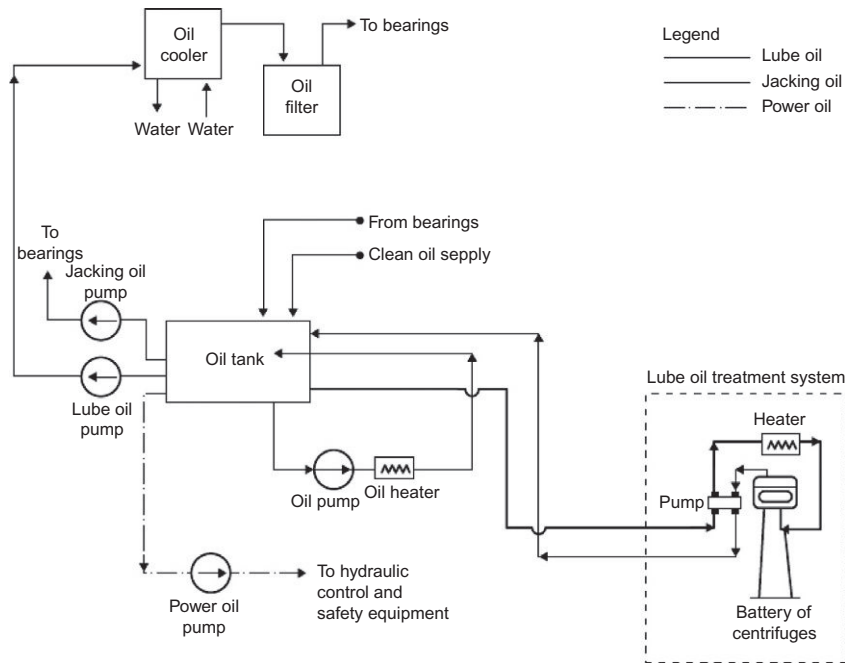 Oil
cooler
To bearings
Oil
filter
Water
Water
Legend
Lube oil
Jacking oil
Power oil
To
bearings
Jacking oil
pump
From bearings
Clean oil sepply
Oil tank
Lube oil
pump
Oil pump
Oil heater
Power oil
pump
To hydraulic
control and
safety equipment
Lube oil treatment system
Heater
Pump
Battery of
centrifuges